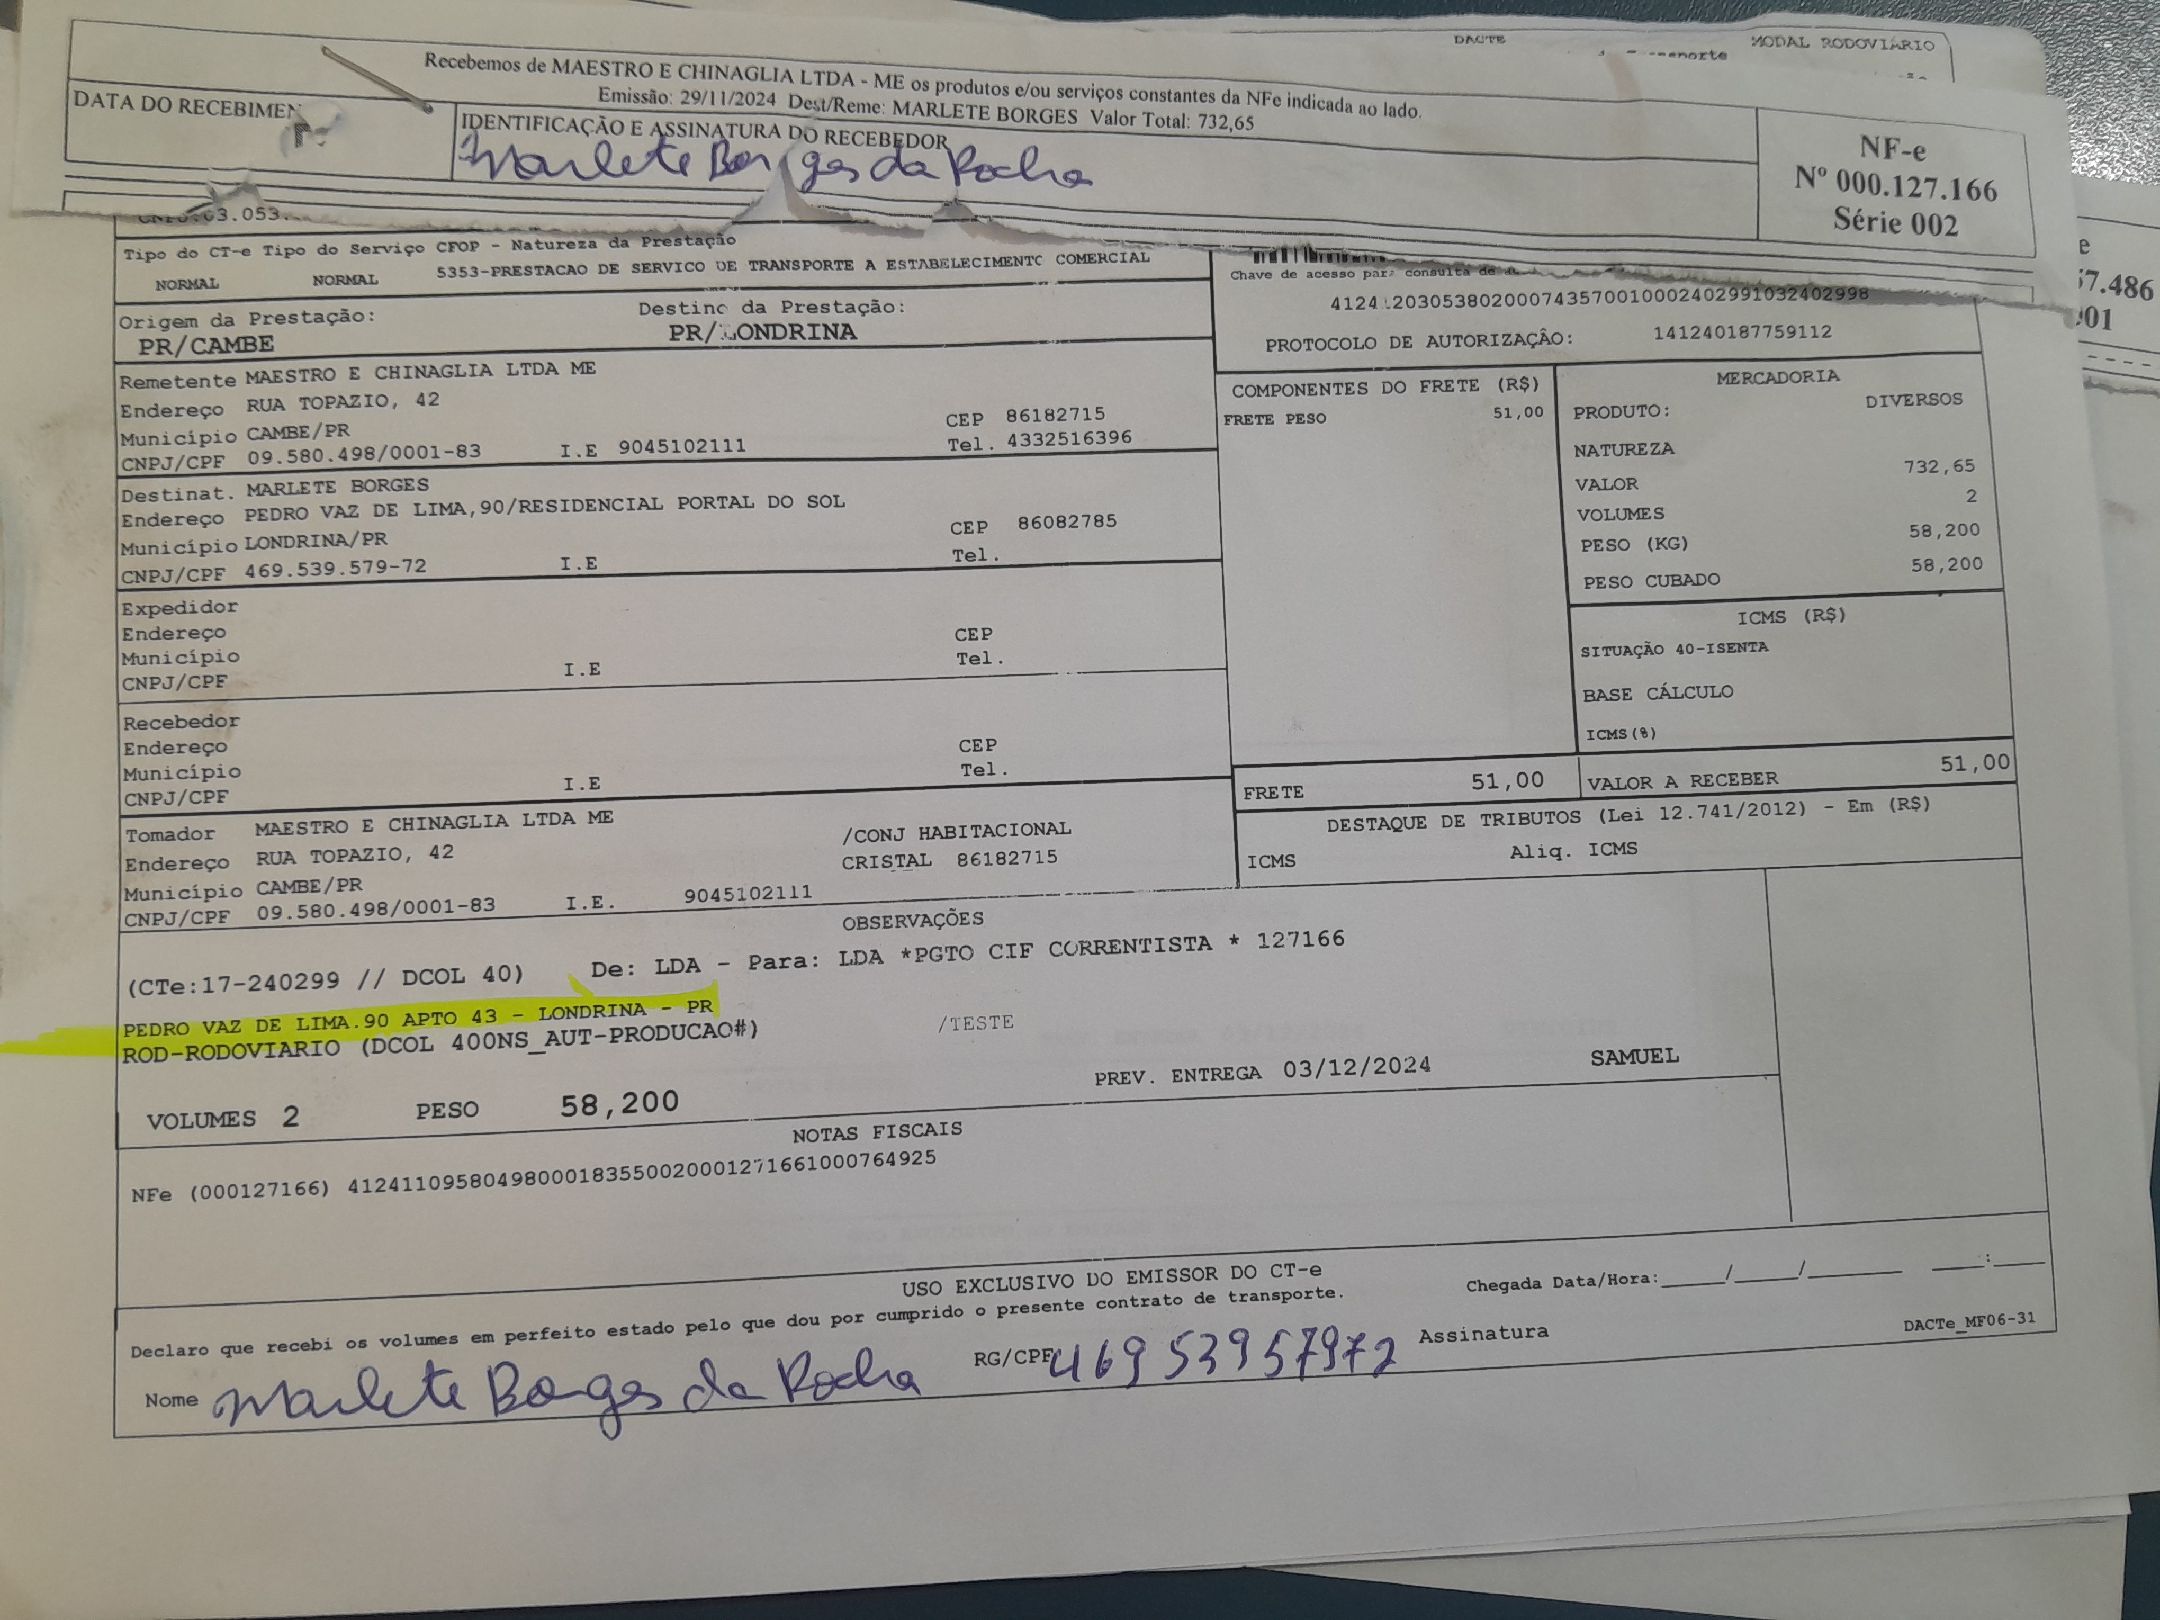 DACTE
MODAL RODOVIÁRIO
Recebemos de MAESTRO E CHINAGLIA LTDA - ME os produtos e/ou serviços constantes da NFe indicada ao lado.
Emissão: 29/11/2024 Dest/Reme: MARLETE BORGES Valor Total: 732,65
DATA DO RECEBIMEN
IDENTIFICAÇÃO E ASSINATURA DO RECEBEDOR
Marlete Borges da Rocha
NF-e
Nº 000.127.166
Série 002
e
57.486
001
Tipo do CT-e Tipo do Serviço CFOP - Natureza da Prestação
NORMAL NORMAL 5353-PRESTACAO DE SERVICO DE TRANSPORTE A ESTABELECIMENTO COMERCIAL
Chave de acesso para consulta de
Origem da Prestação: Destino da Prestação:
PR/CAMBE PR/LONDRINA
PROTOCOLO DE AUTORIZAÇÃO: 141240187759112
Remetente MAESTRO E CHINAGLIA LTDA ME
Endereço RUA TOPAZIO, 42
Município CAMBE/PR CEP 86182715
CNPJ/CPF 09.580.498/0001-83 I.E 9045102111 Tel. 4332516396
Destinat. MARLETE BORGES
Endereço PEDRO VAZ DE LIMA,90/RESIDENCIAL PORTAL DO SOL
Município LONDRINA/PR CEP 86082785
CNPJ/CPF 469.539.579-72 I.E Tel.
Expedidor
Endereço
Município CEP
CNPJ/CPF I.E Tel.
Recebedor
Endereço
Município CEP
CNPJ/CPF I.E Tel.
Tomador MAESTRO E CHINAGLIA LTDA ME
Endereço RUA TOPAZIO, 42 /CONJ HABITACIONAL
Município CAMBE/PR CRISTAL 86182715
CNPJ/CPF 09.580.498/0001-83 I.E. 9045102111
COMPONENTES DO FRETE (R$)
FRETE PESO 51,00
MERCADORIA
PRODUTO: DIVERSOS
NATUREZA
VALOR 732,65
VOLUMES 2
PESO (KG) 58,200
PESO CUBADO 58,200
ICMS (R$)
SITUAÇÃO 40-ISENTA
BASE CÁLCULO
ICMS(%)
FRETE 51,00 VALOR A RECEBER 51,00
DESTAQUE DE TRIBUTOS (Lei 12.741/2012) - Em (R$)
ICMS Aliq. ICMS
OBSERVAÇÕES
(CTe:17-240299 // DCOL 40) De: LDA - Para: LDA *PGTO CIF CORRENTISTA * 127166
PEDRO VAZ DE LIMA.90 APTO 43 - LONDRINA - PR
ROD-RODOVIARIO (DCOL 400NS_AUT-PRODUCAO#) /TESTE
PREV. ENTREGA 03/12/2024 SAMUEL
VOLUMES 2 PESO 58,200
NOTAS FISCAIS
NFe (000127166) 41241109580498000183550020001271661000764925
USO EXCLUSIVO DO EMISSOR DO CT-e
Declaro que recebi os volumes em perfeito estado pelo que dou por cumprido o presente contrato de transporte.
Chegada Data/Hora:____/____/______ ___:___
Nome Marlete Borges da Rocha RG/CPF 46953957972 Assinatura
DACTe_MF06-31